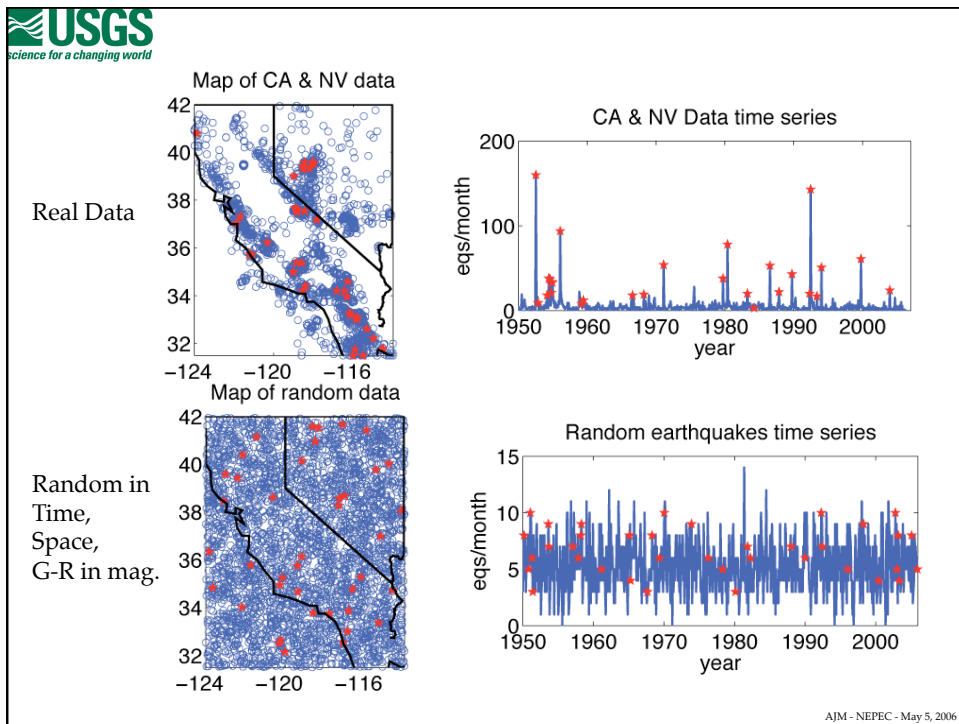 USGS
science for a changing world
Map of CA & NV data
42
40
38
36
34
32
−124
−120
−116
Real Data
CA & NV Data time series
200
100
0
eqs/month
1950
1960
1970
1980
1990
2000
year
Map of random data
42
40
38
36
34
32
−124
−120
−116
Random in
Time,
Space,
G-R in mag.
Random earthquakes time series
15
10
5
0
eqs/month
1950
1960
1970
1980
1990
2000
year
AJM - NEPEC - May 5, 2006